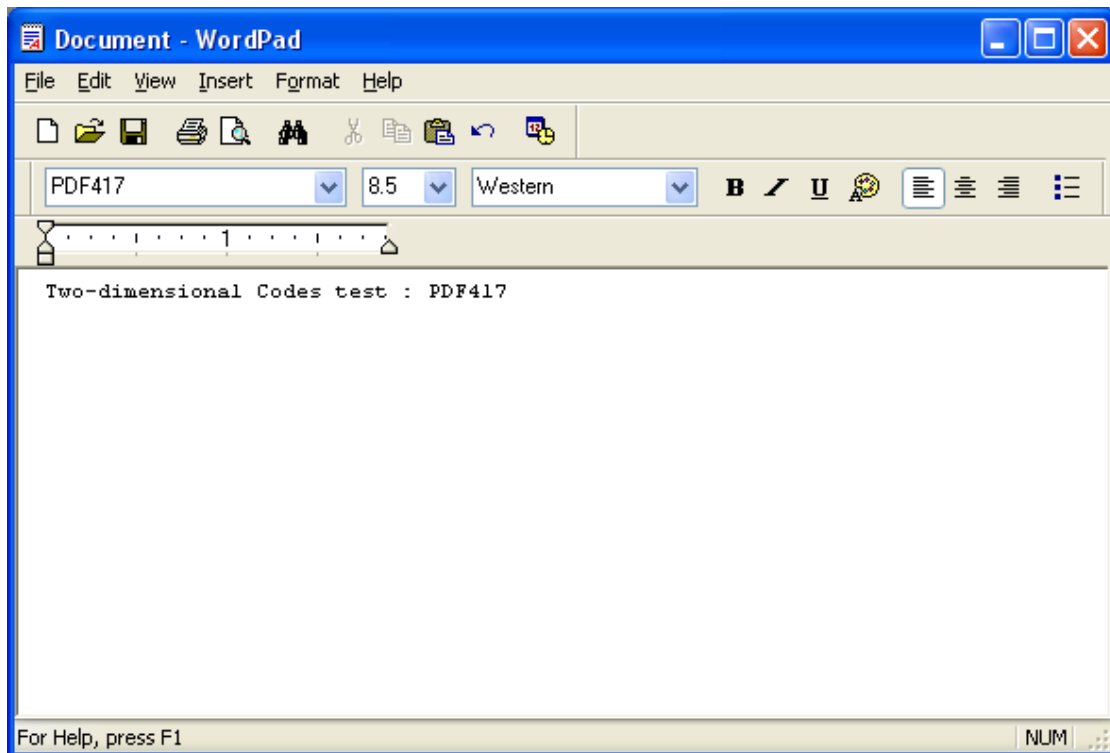 Document - WordPad
File Edit View Insert Format Help
PDF417 8.5 Western B I U
1
Two-dimensional Codes test : PDF417
For Help, press F1 NUM